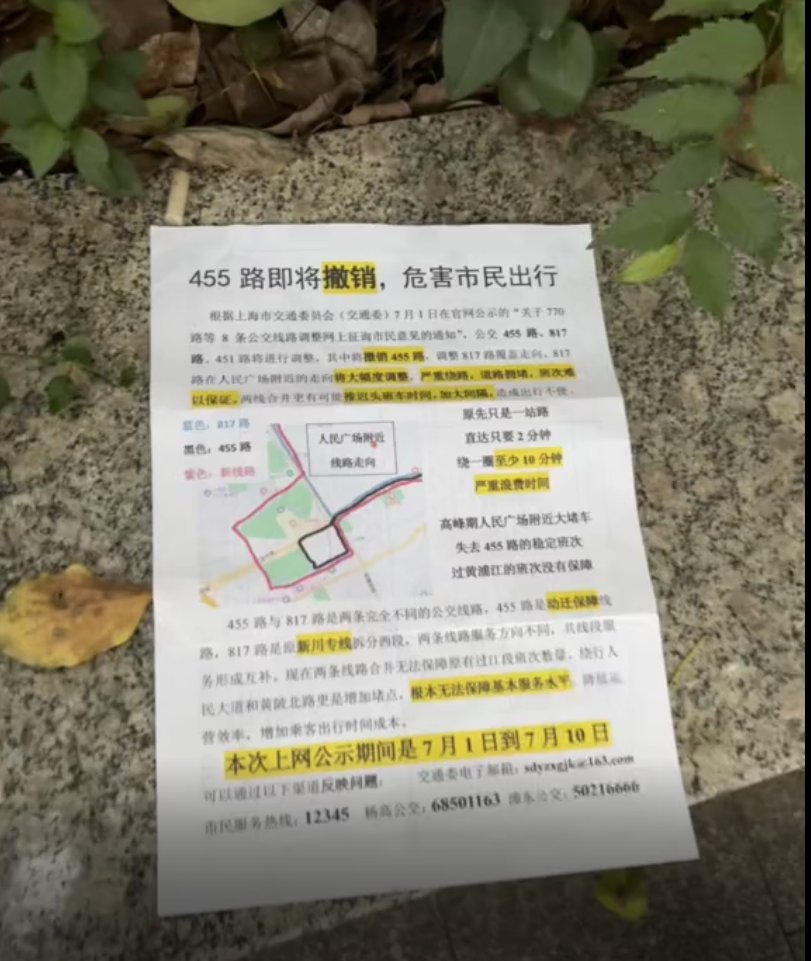 455 路即将撤销，危害市民出行
根据上海市交通委员会（交通委）7 月 1 日在官网公示的“关于 770
路等 8 条公交线路调整网上征询市民意见的通知”，公交 455 路、817
路、451 路将进行调整，其中将撤销 455 路，调整 817 路覆盖走向，817
路在人民广场附近的走向将大幅度调整，严重绕路，道路拥堵，班次难
以保证，两线合并更有可能推迟头班车时间，加大间隔，造成出行不便。
蓝色：817 路
黑色：455 路
紫色：新线路
人民广场附近
线路走向
原先只是一站路
直达只要 2 分钟
绕一圈至少 10 分钟
严重浪费时间
高峰期人民广场附近大堵车
失去 455 路的稳定班次
过黄浦江的班次没有保障
455 路与 817 路是两条完全不同的公交线路，455 路是动迁保障线
路，817 路是原新川专线拆分西段，两条线路服务方向不同，共线段服
务形成互补。现在两条线路合并无法保障原有过江段班次数量，绕行人
民大道和黄陂北路更是增加堵点，根本无法保障基本服务水平，降低运
营效率，增加乘客出行时间成本。
本次上网公示期间是 7 月 1 日到 7 月 10 日
可以通过以下渠道反映问题： 交通委电子邮箱：sdyzxgjk@163.com
市民服务热线：12345 杨高公交：68501163 浦东公交：50216666